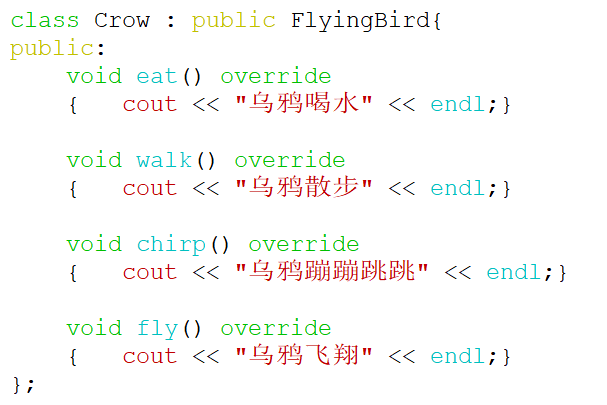 class Crow : public FlyingBird{
public:
    void eat() override
    {   cout << "乌鸦喝水" << endl;}

    void walk() override
    {   cout << "乌鸦散步" << endl;}

    void chirp() override
    {   cout << "乌鸦蹦蹦跳跳" << endl;}

    void fly() override
    {   cout << "乌鸦飞翔" << endl;}
};